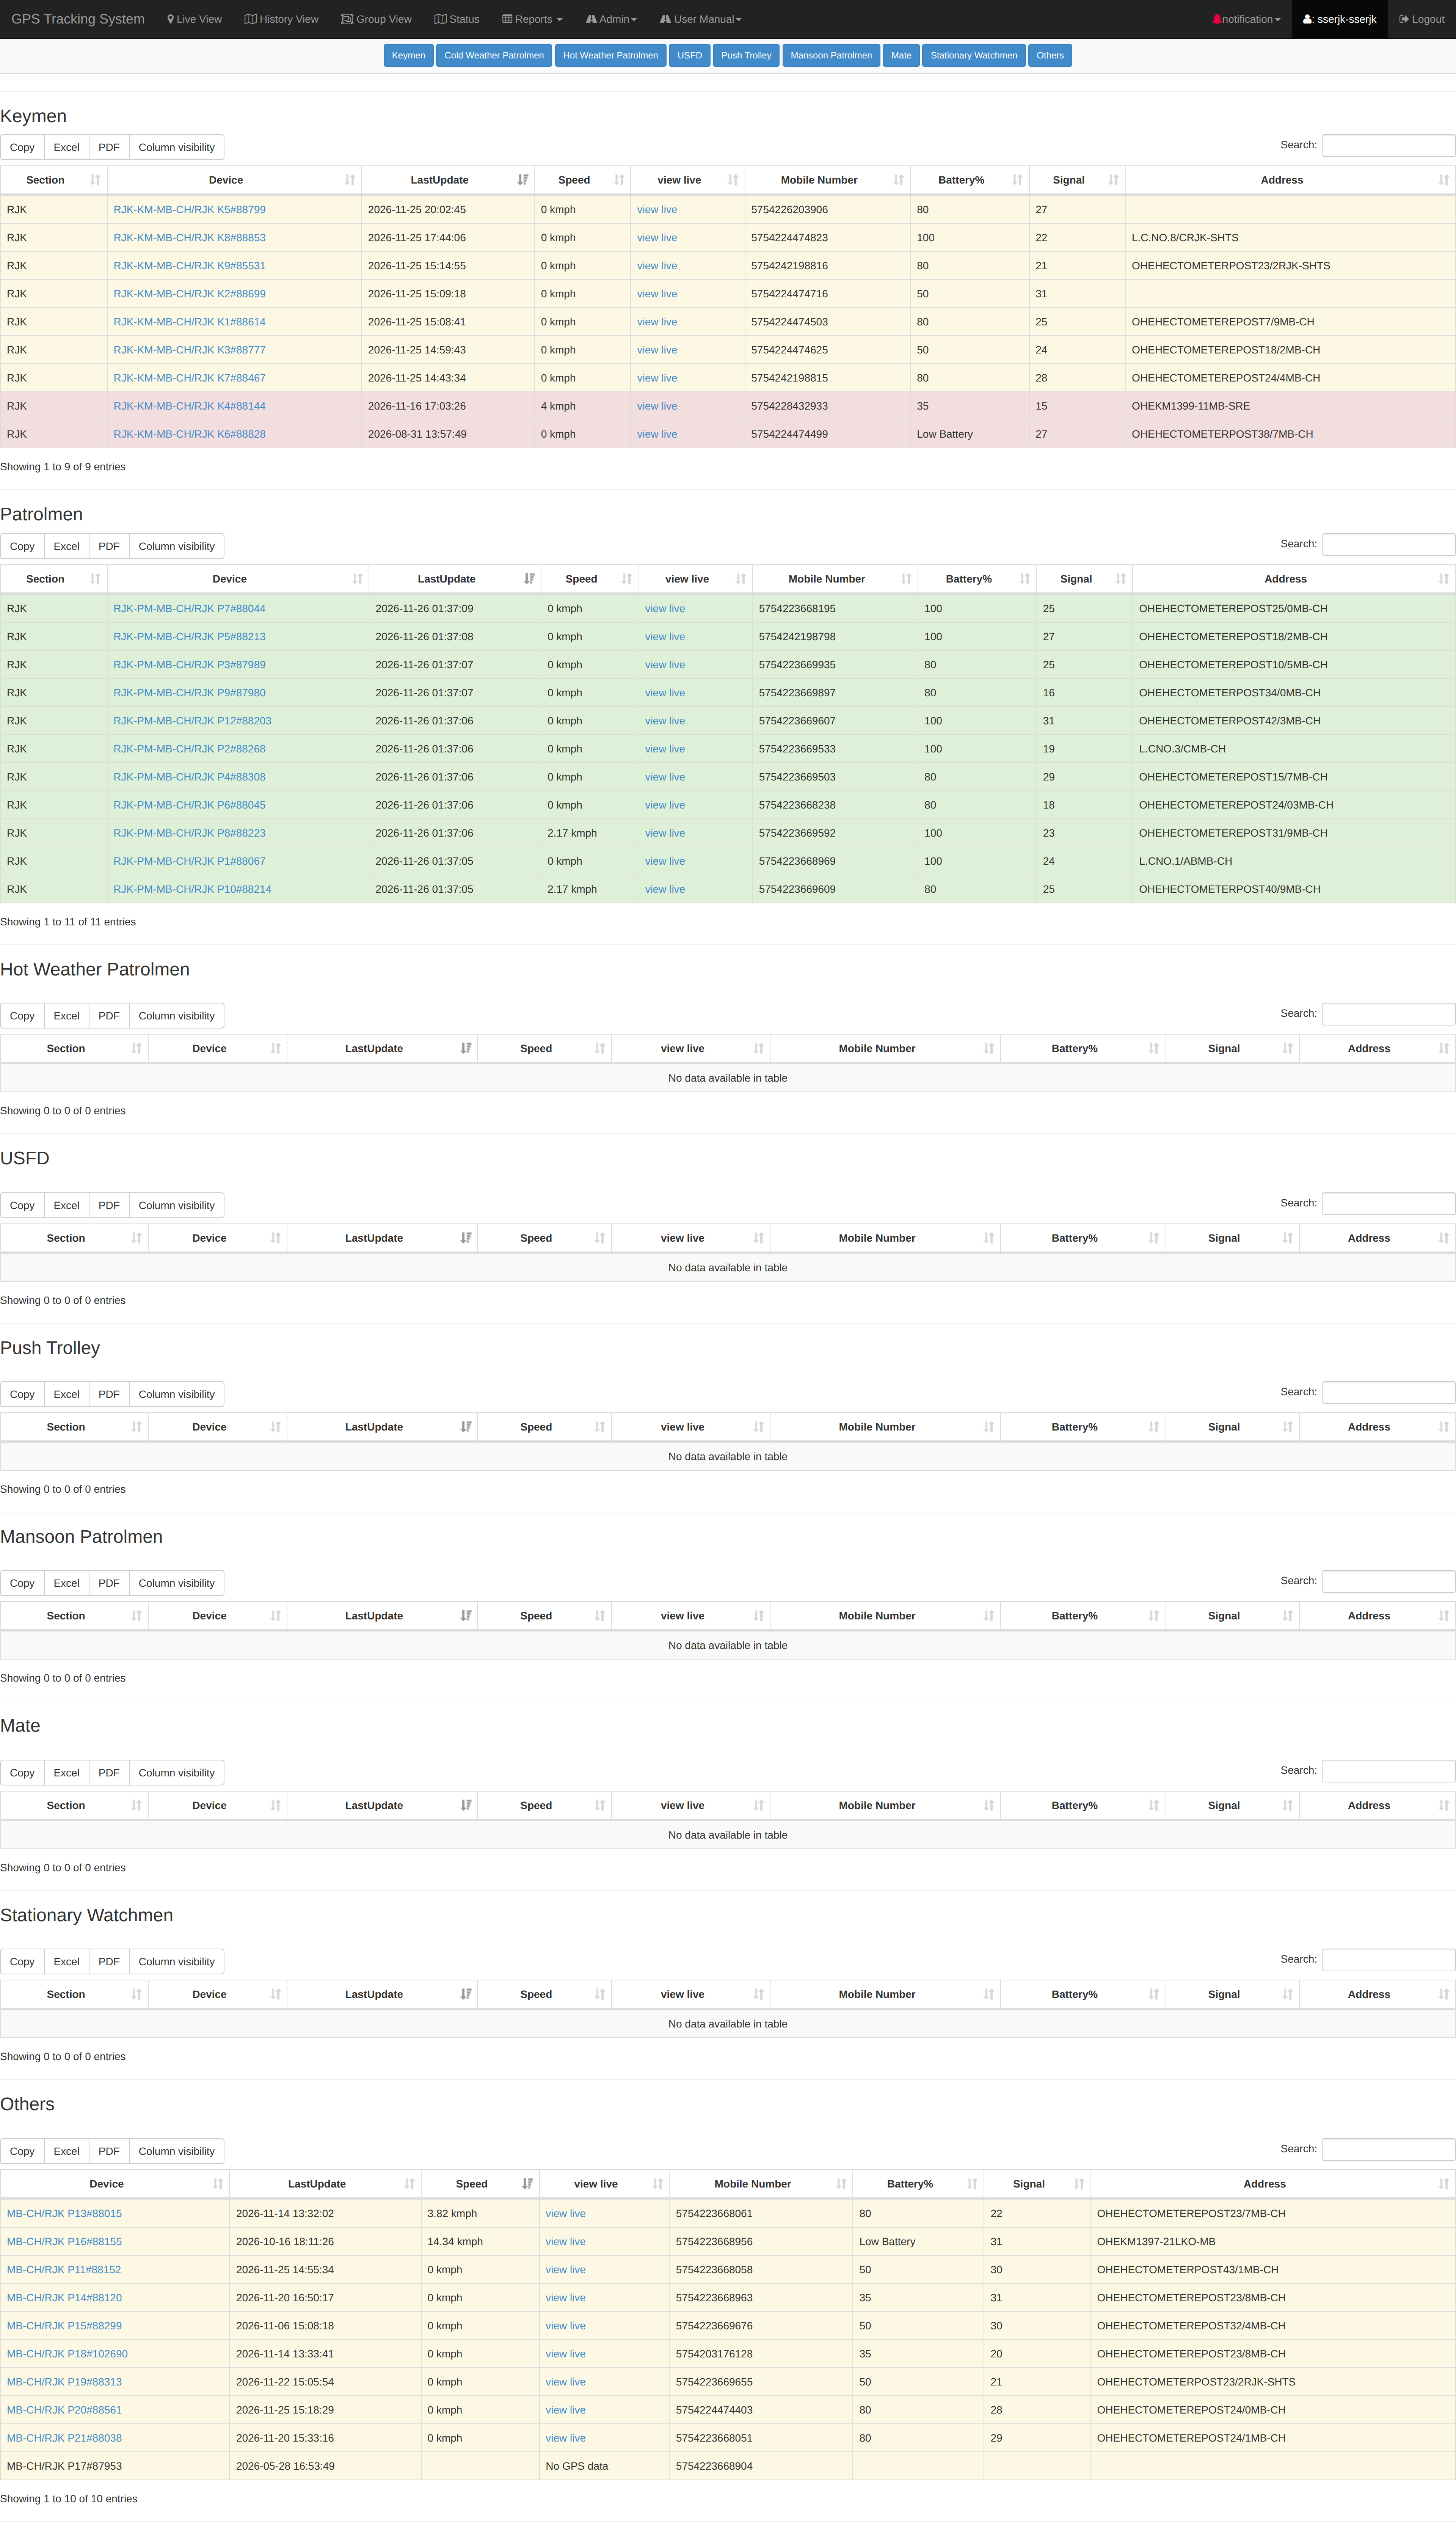 GPS Tracking System Live View History View Group View Status Reports Admin User Manual notification : sserjk-sserjk Logout
Keymen Cold Weather Patrolmen Hot Weather Patrolmen USFD Push Trolley Mansoon Patrolmen Mate Stationary Watchmen Others
Keymen
Copy Excel PDF Column visibility Search:
Section Device LastUpdate Speed view live Mobile Number Battery% Signal Address
RJK RJK-KM-MB-CH/RJK K5#88799 2026-11-25 20:02:45 0 kmph view live 5754226203906 80 27
RJK RJK-KM-MB-CH/RJK K8#88853 2026-11-25 17:44:06 0 kmph view live 5754224474823 100 22 L.C.NO.8/CRJK-SHTS
RJK RJK-KM-MB-CH/RJK K9#85531 2026-11-25 15:14:55 0 kmph view live 5754242198816 80 21 OHEHECTOMETERPOST23/2RJK-SHTS
RJK RJK-KM-MB-CH/RJK K2#88699 2026-11-25 15:09:18 0 kmph view live 5754224474716 50 31
RJK RJK-KM-MB-CH/RJK K1#88614 2026-11-25 15:08:41 0 kmph view live 5754224474503 80 25 OHEHECTOMETEREPOST7/9MB-CH
RJK RJK-KM-MB-CH/RJK K3#88777 2026-11-25 14:59:43 0 kmph view live 5754224474625 50 24 OHEHECTOMETEREPOST18/2MB-CH
RJK RJK-KM-MB-CH/RJK K7#88467 2026-11-25 14:43:34 0 kmph view live 5754242198815 80 28 OHEHECTOMETEREPOST24/4MB-CH
RJK RJK-KM-MB-CH/RJK K4#88144 2026-11-16 17:03:26 4 kmph view live 5754228432933 35 15 OHEKM1399-11MB-SRE
RJK RJK-KM-MB-CH/RJK K6#88828 2026-08-31 13:57:49 0 kmph view live 5754224474499 Low Battery 27 OHEHECTOMETERPOST38/7MB-CH
Showing 1 to 9 of 9 entries
Patrolmen
Copy Excel PDF Column visibility Search:
Section Device LastUpdate Speed view live Mobile Number Battery% Signal Address
RJK RJK-PM-MB-CH/RJK P7#88044 2026-11-26 01:37:09 0 kmph view live 5754223668195 100 25 OHEHECTOMETEREPOST25/0MB-CH
RJK RJK-PM-MB-CH/RJK P5#88213 2026-11-26 01:37:08 0 kmph view live 5754242198798 100 27 OHEHECTOMETEREPOST18/2MB-CH
RJK RJK-PM-MB-CH/RJK P3#87989 2026-11-26 01:37:07 0 kmph view live 5754223669935 80 25 OHEHECTOMETEREPOST10/5MB-CH
RJK RJK-PM-MB-CH/RJK P9#87980 2026-11-26 01:37:07 0 kmph view live 5754223669897 80 16 OHEHECTOMETERPOST34/0MB-CH
RJK RJK-PM-MB-CH/RJK P12#88203 2026-11-26 01:37:06 0 kmph view live 5754223669607 100 31 OHEHECTOMETERPOST42/3MB-CH
RJK RJK-PM-MB-CH/RJK P2#88268 2026-11-26 01:37:06 0 kmph view live 5754223669533 100 19 L.CNO.3/CMB-CH
RJK RJK-PM-MB-CH/RJK P4#88308 2026-11-26 01:37:06 0 kmph view live 5754223669503 80 29 OHEHECTOMETEREPOST15/7MB-CH
RJK RJK-PM-MB-CH/RJK P6#88045 2026-11-26 01:37:06 0 kmph view live 5754223668238 80 18 OHEHECTOMETEREPOST24/03MB-CH
RJK RJK-PM-MB-CH/RJK P8#88223 2026-11-26 01:37:06 2.17 kmph view live 5754223669592 100 23 OHEHECTOMETEREPOST31/9MB-CH
RJK RJK-PM-MB-CH/RJK P1#88067 2026-11-26 01:37:05 0 kmph view live 5754223668969 100 24 L.CNO.1/ABMB-CH
RJK RJK-PM-MB-CH/RJK P10#88214 2026-11-26 01:37:05 2.17 kmph view live 5754223669609 80 25 OHEHECTOMETERPOST40/9MB-CH
Showing 1 to 11 of 11 entries
Hot Weather Patrolmen
Copy Excel PDF Column visibility Search:
Section Device LastUpdate Speed view live Mobile Number Battery% Signal Address
No data available in table
Showing 0 to 0 of 0 entries
USFD
Copy Excel PDF Column visibility Search:
Section Device LastUpdate Speed view live Mobile Number Battery% Signal Address
No data available in table
Showing 0 to 0 of 0 entries
Push Trolley
Copy Excel PDF Column visibility Search:
Section Device LastUpdate Speed view live Mobile Number Battery% Signal Address
No data available in table
Showing 0 to 0 of 0 entries
Mansoon Patrolmen
Copy Excel PDF Column visibility Search:
Section Device LastUpdate Speed view live Mobile Number Battery% Signal Address
No data available in table
Showing 0 to 0 of 0 entries
Mate
Copy Excel PDF Column visibility Search:
Section Device LastUpdate Speed view live Mobile Number Battery% Signal Address
No data available in table
Showing 0 to 0 of 0 entries
Stationary Watchmen
Copy Excel PDF Column visibility Search:
Section Device LastUpdate Speed view live Mobile Number Battery% Signal Address
No data available in table
Showing 0 to 0 of 0 entries
Others
Copy Excel PDF Column visibility Search:
Device LastUpdate Speed view live Mobile Number Battery% Signal Address
MB-CH/RJK P13#88015 2026-11-14 13:32:02 3.82 kmph view live 5754223668061 80 22 OHEHECTOMETEREPOST23/7MB-CH
MB-CH/RJK P16#88155 2026-10-16 18:11:26 14.34 kmph view live 5754223668956 Low Battery 31 OHEKM1397-21LKO-MB
MB-CH/RJK P11#88152 2026-11-25 14:55:34 0 kmph view live 5754223668058 50 30 OHEHECTOMETERPOST43/1MB-CH
MB-CH/RJK P14#88120 2026-11-20 16:50:17 0 kmph view live 5754223668963 35 31 OHEHECTOMETEREPOST23/8MB-CH
MB-CH/RJK P15#88299 2026-11-06 15:08:18 0 kmph view live 5754223669676 50 30 OHEHECTOMETEREPOST32/4MB-CH
MB-CH/RJK P18#102690 2026-11-14 13:33:41 0 kmph view live 5754203176128 35 20 OHEHECTOMETEREPOST23/8MB-CH
MB-CH/RJK P19#88313 2026-11-22 15:05:54 0 kmph view live 5754223669655 50 21 OHEHECTOMETERPOST23/2RJK-SHTS
MB-CH/RJK P20#88561 2026-11-25 15:18:29 0 kmph view live 5754224474403 80 28 OHEHECTOMETEREPOST24/0MB-CH
MB-CH/RJK P21#88038 2026-11-20 15:33:16 0 kmph view live 5754223668051 80 29 OHEHECTOMETEREPOST24/1MB-CH
MB-CH/RJK P17#87953 2026-05-28 16:53:49 No GPS data 5754223668904
Showing 1 to 10 of 10 entries